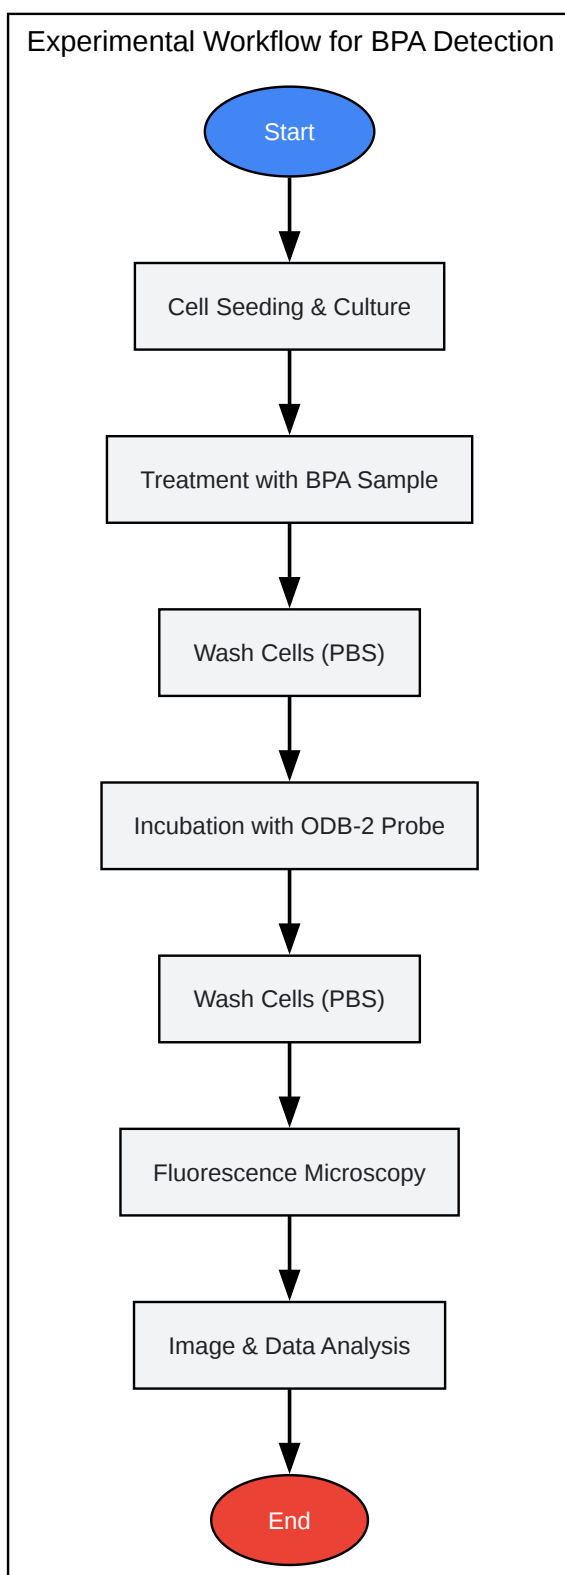 Experimental Workflow for BPA Detection
Start
Cell Seeding & Culture
Treatment with BPA Sample
Wash Cells (PBS)
Incubation with ODB-2 Probe
Wash Cells (PBS)
Fluorescence Microscopy
Image & Data Analysis
End